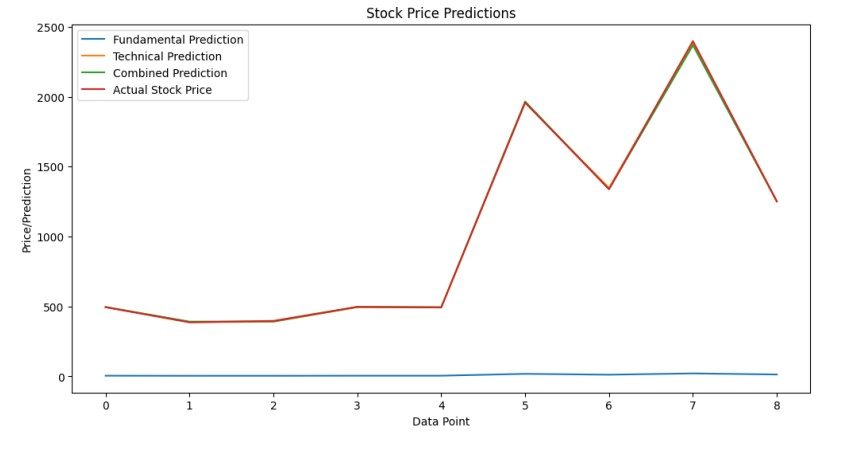 Stock Price Predictions
Fundamental Prediction
Technical Prediction
Combined Prediction
Actual Stock Price
Price/Prediction
2500
2000
1500
1000
500
0
0 1 2 3 4 5 6 7 8
Data Point